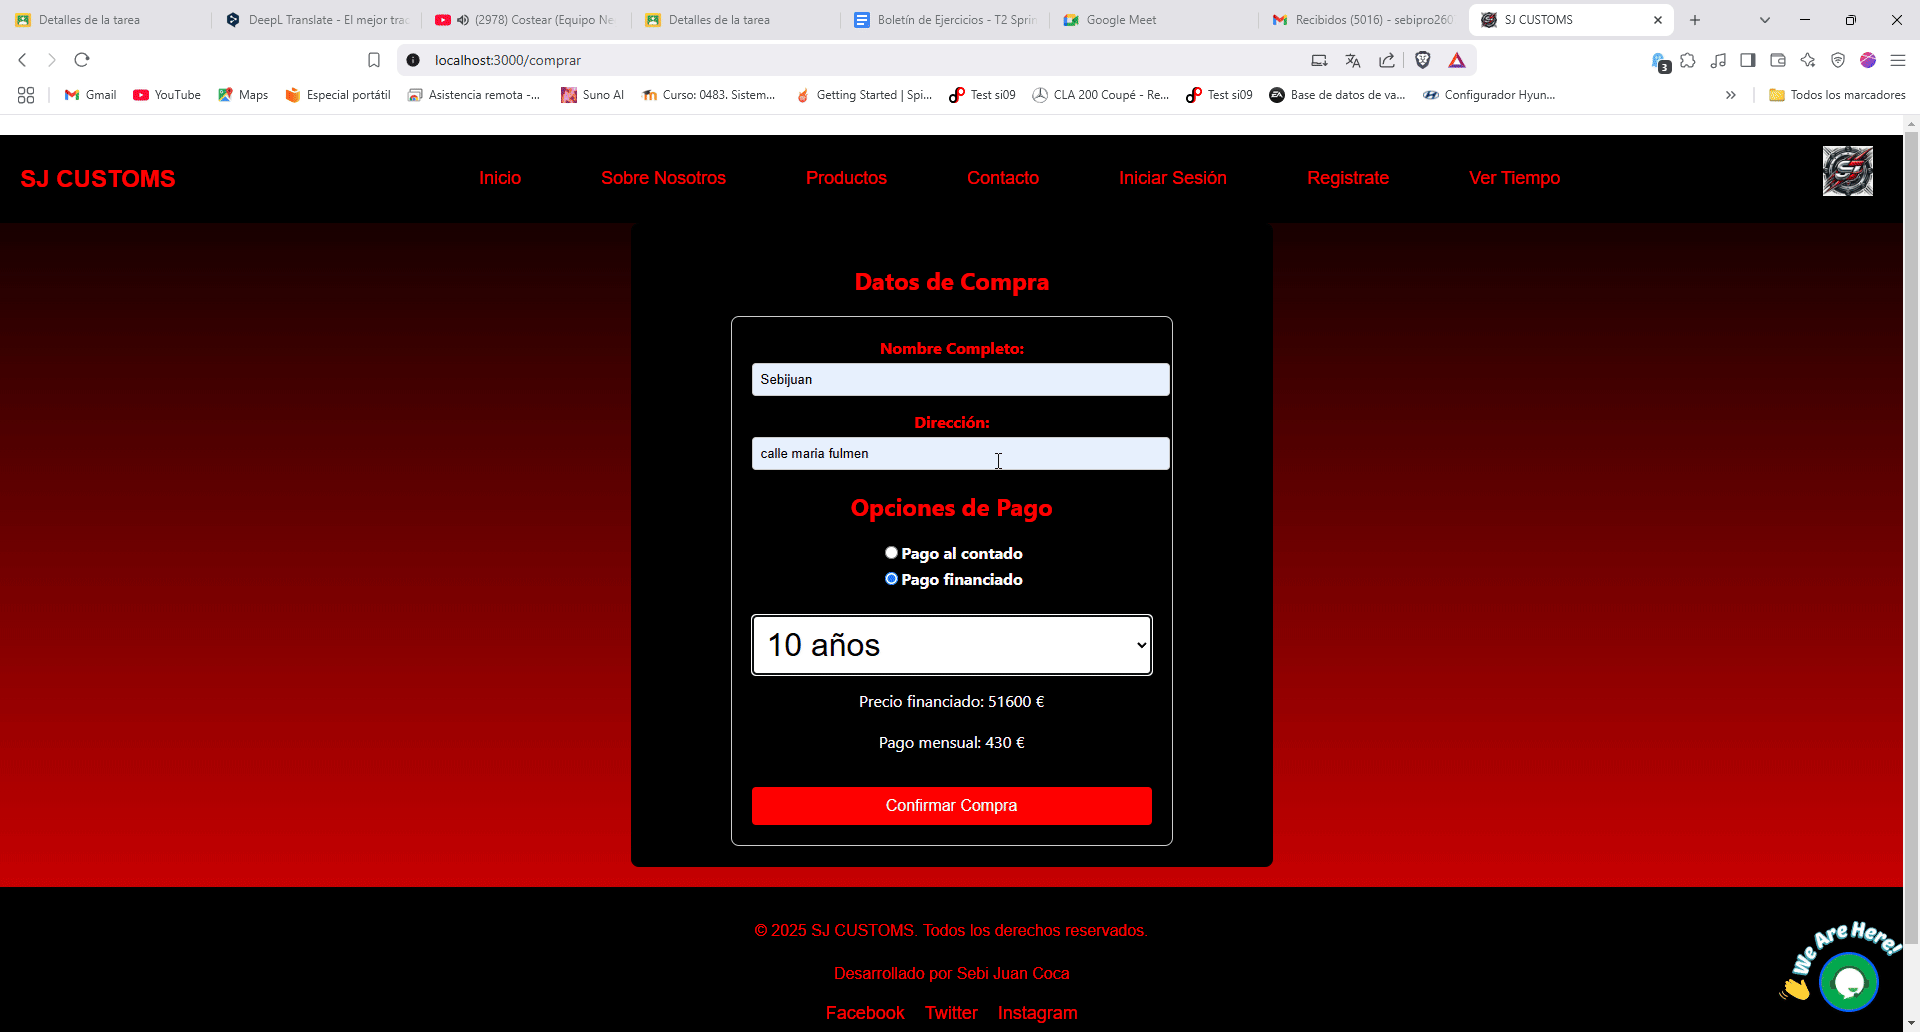 Detalles de la tarea
DeepL Translate - El mejor trac
(2978) Costear (Equipo Ne
Detalles de la tarea
Boletín de Ejercicios - T2 Sprin
Google Meet
Recibidos (5016) - sebipro260
SJ CUSTOMS
localhost:3000/comprar
3
Gmail
YouTube
Maps
Especial portátil
Asistencia remota -...
Suno AI
Curso: 0483. Sistem...
Getting Started | Spi...
Test si09
CLA 200 Coupé - Re...
Test si09
Base de datos de va...
Configurador Hyun...
Todos los marcadores
SJ CUSTOMS
Inicio
Sobre Nosotros
Productos
Contacto
Iniciar Sesión
Registrate
Ver Tiempo
Datos de Compra
Nombre Completo:
Sebijuan
Dirección:
calle maria fulmen
Opciones de Pago
Pago al contado
Pago financiado
10 años
Precio financiado: 51600 €
Pago mensual: 430 €
Confirmar Compra
© 2025 SJ CUSTOMS. Todos los derechos reservados.
Desarrollado por Sebi Juan Coca
Facebook Twitter Instagram
We Are Here!